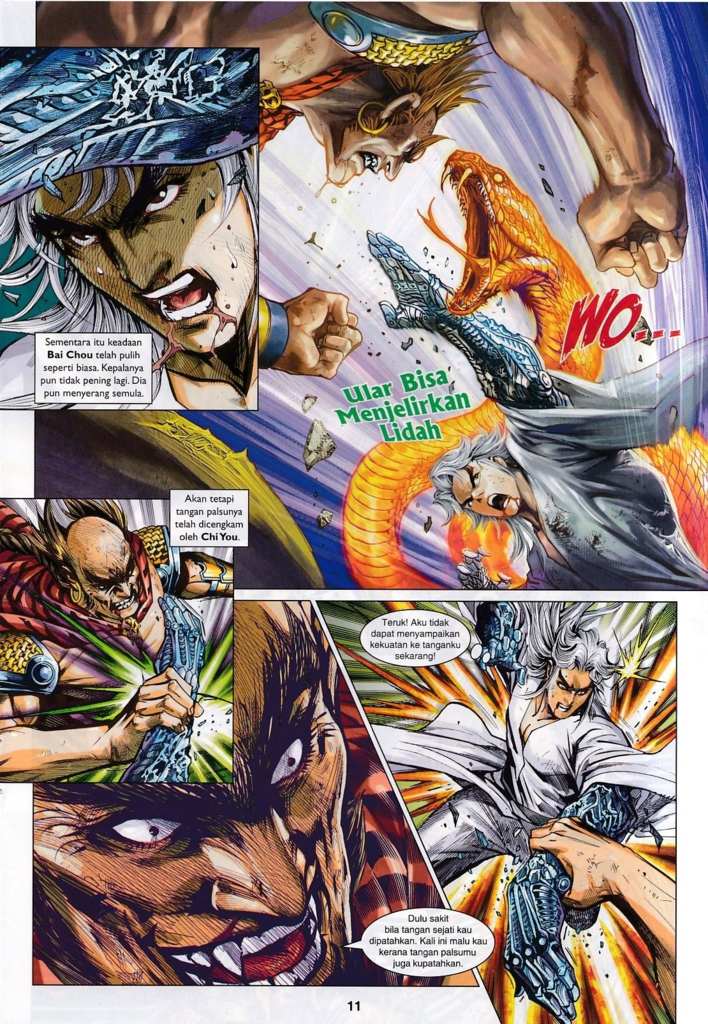 Sementara itu keadaan
Bai Chou telah pulih
seperti biasa. Kepalanya
pun tidak pening lagi. Dia
pun menyerang semula.
WO...
Ular Bisa
Menjelirkan
Lidah
Akan tetapi
tangan palsunya
telah dicengkam
oleh Chi You.
Teruk! Aku tidak
dapat menyampaikan
kekuatan ke tanganku
sekarang!
Dulu sakit
bila tangan sejati kau
dipatahkan. Kali ini malu kau
kerana tangan palsumu
juga kupatahkan.
11